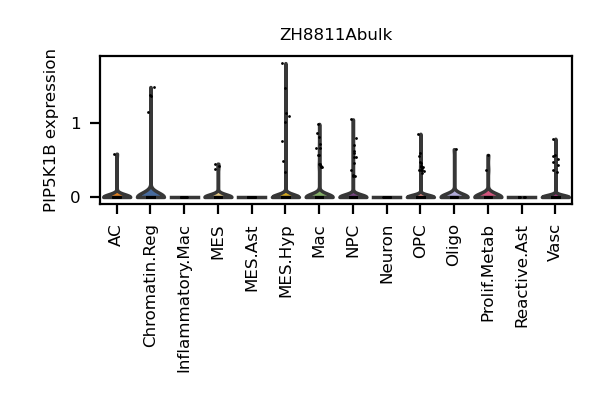 ZH8811Abulk
PIP5K1B expression
1
0
AC
Chromatin.Reg
Inflammatory.Mac
MES
MES.Ast
MES.Hyp
Mac
NPC
Neuron
OPC
Oligo
Prolif.Metab
Reactive.Ast
Vasc